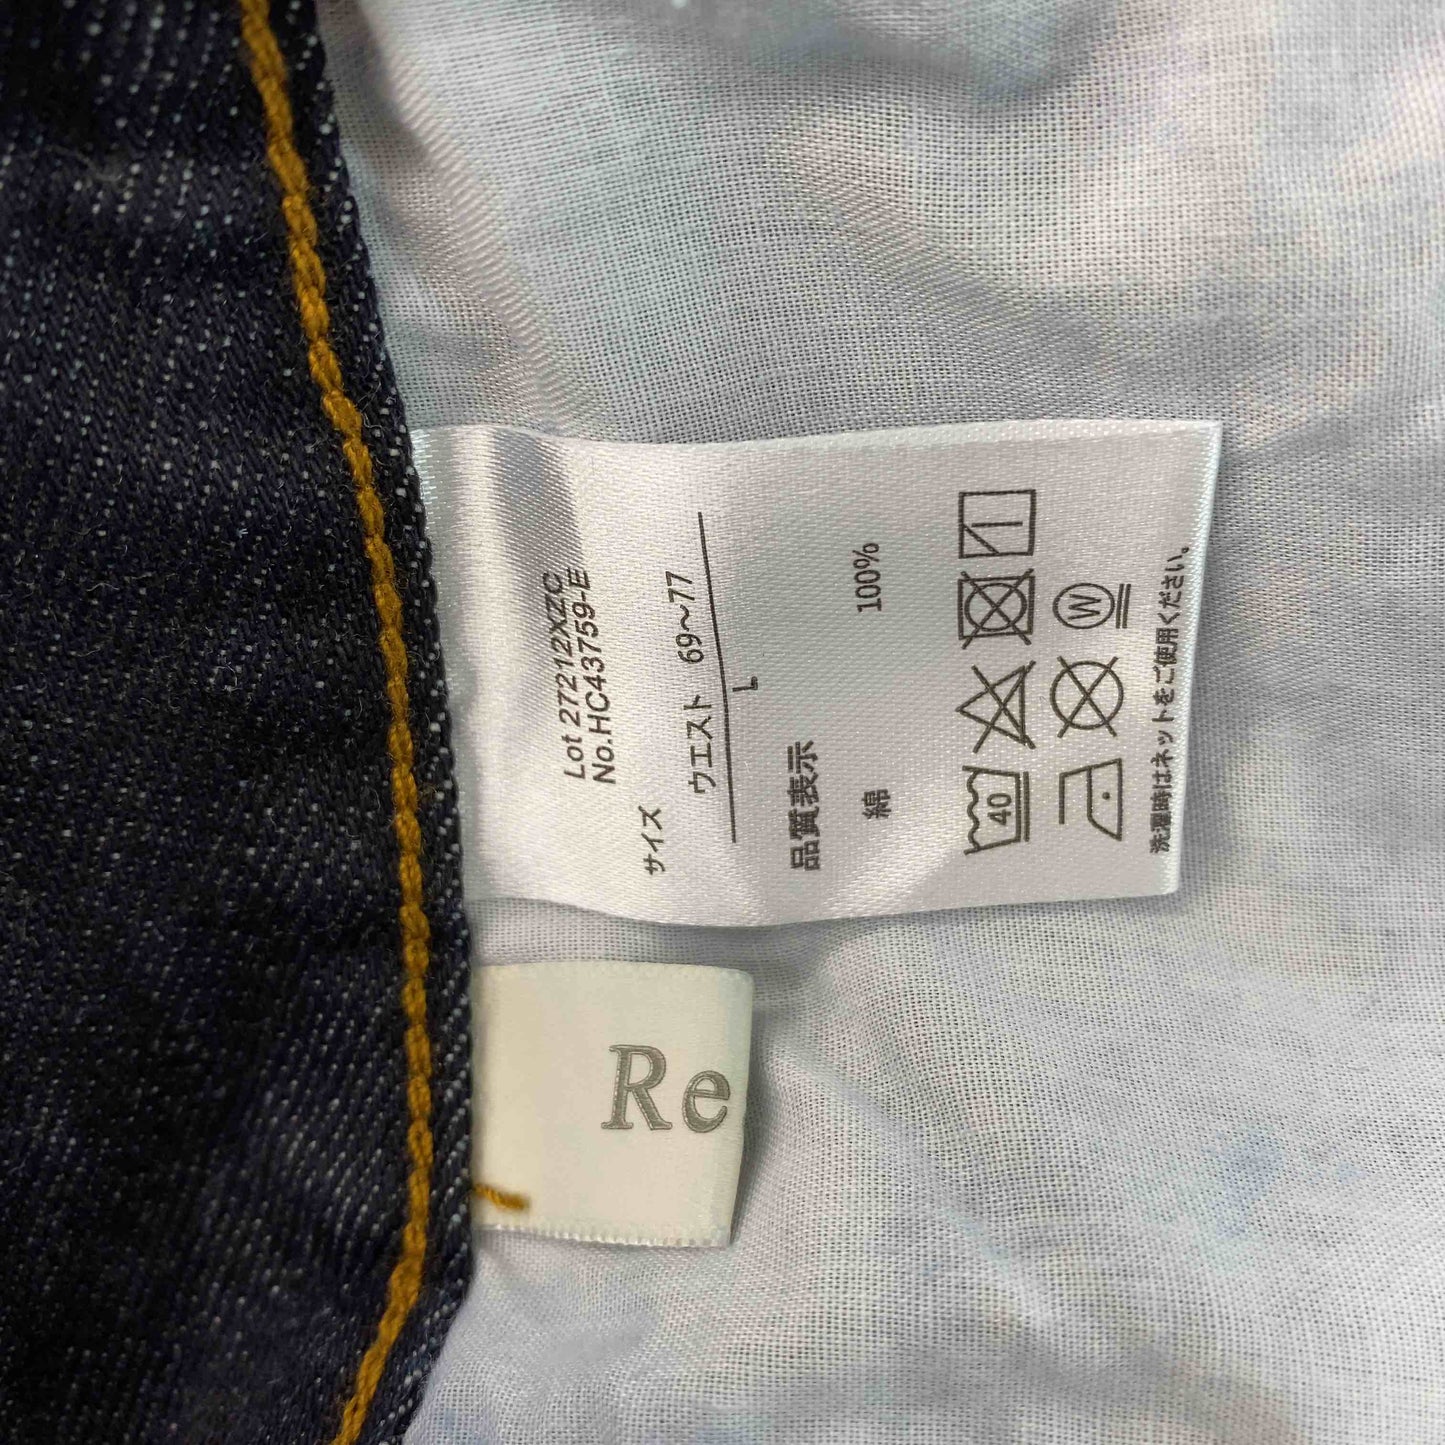 Lot 27212XZC
No.HC43759-E
サイズ
ウエスト 69～77
L
品質表示
綿 100%
40
W
洗濯時はネットをご使用ください。
Re